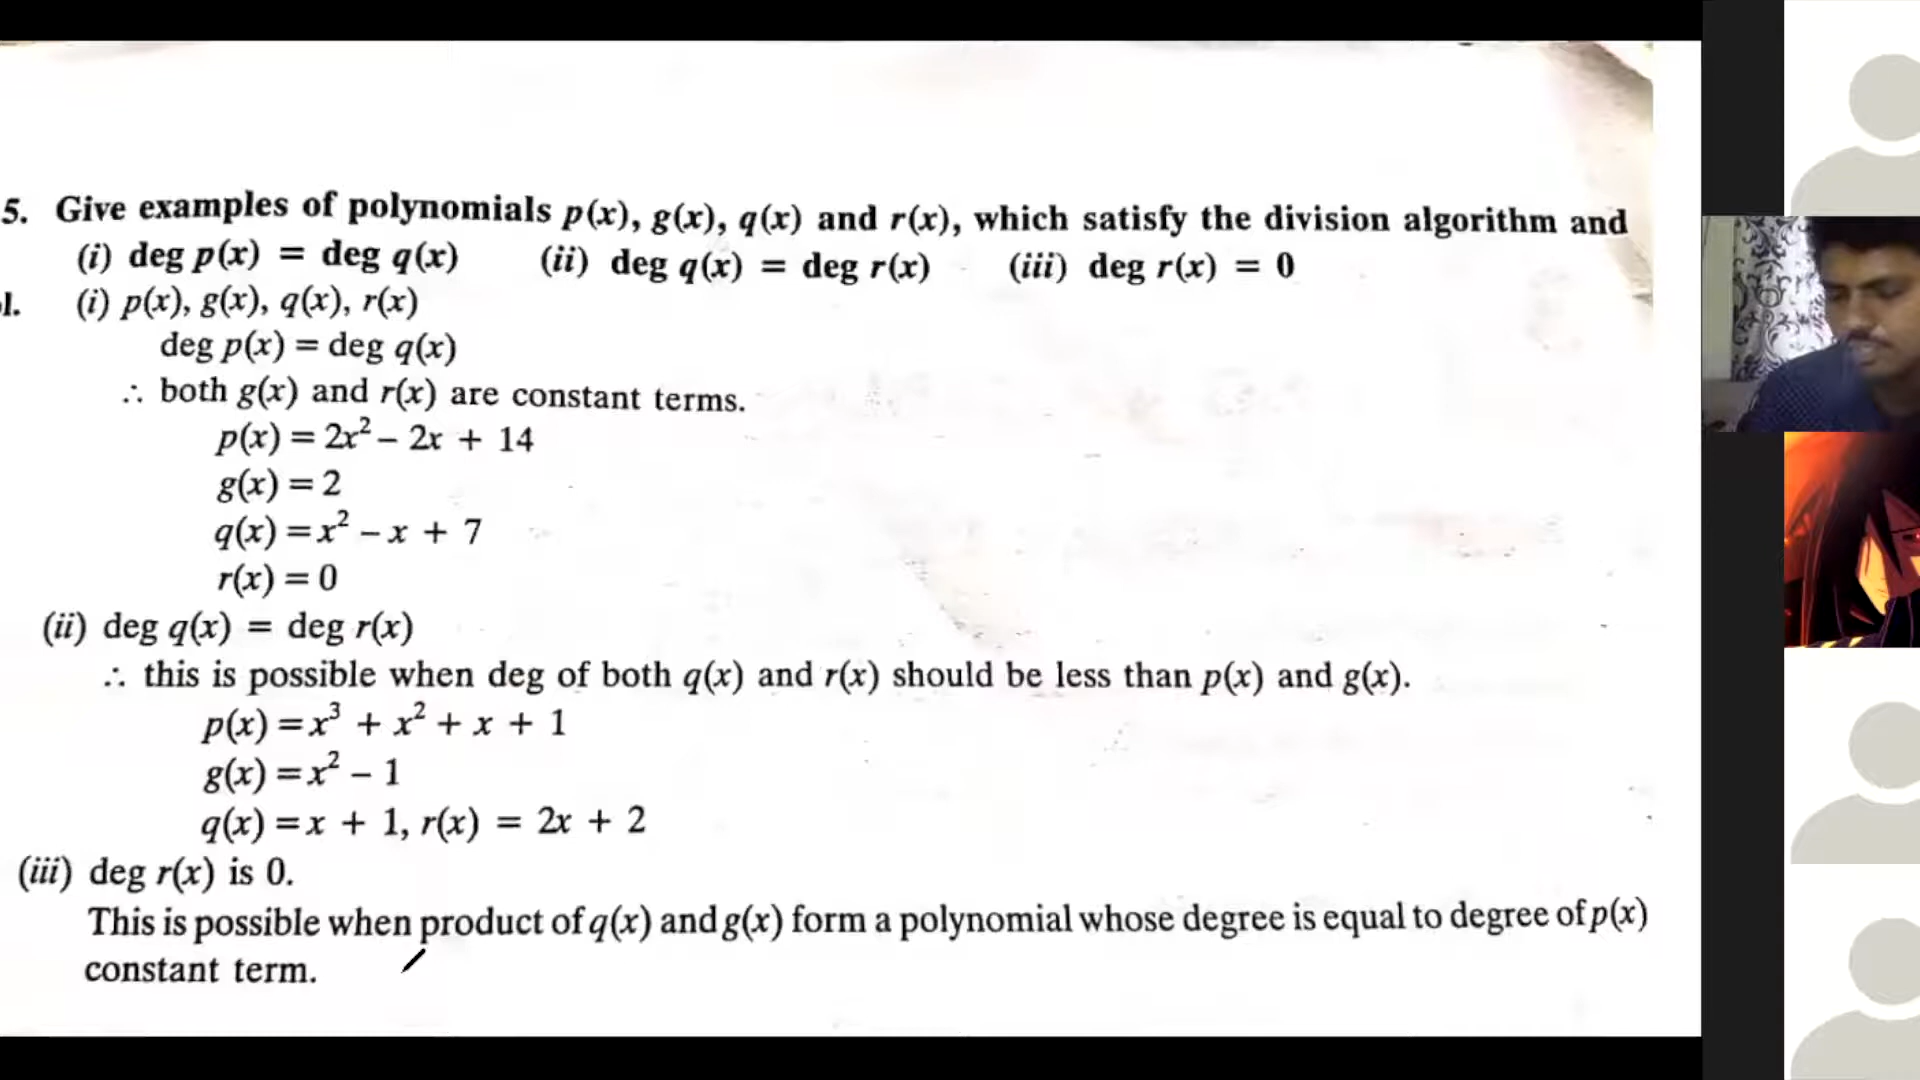 5. Give examples of polynomials p(x), g(x), q(x) and r(x), which satisfy the division algorithm and
(i) deg p(x) = deg q(x) (ii) deg q(x) = deg r(x) (iii) deg r(x) = 0
l. (i) p(x), g(x), q(x), r(x)
deg p(x) = deg q(x)
∴ both g(x) and r(x) are constant terms.
p(x) = 2x² – 2x + 14
g(x) = 2
q(x) = x² – x + 7
r(x) = 0
(ii) deg q(x) = deg r(x)
∴ this is possible when deg of both q(x) and r(x) should be less than p(x) and g(x).
p(x) = x³ + x² + x + 1
g(x) = x² – 1
q(x) = x + 1, r(x) = 2x + 2
(iii) deg r(x) is 0.
This is possible when product of q(x) and g(x) form a polynomial whose degree is equal to degree of p(x)
constant term.